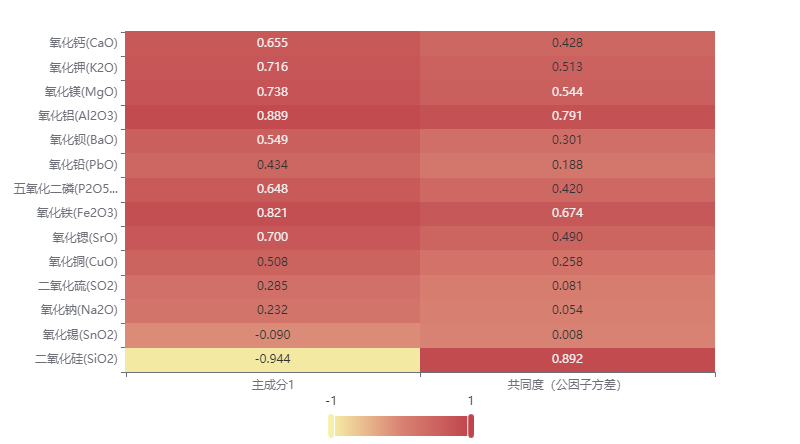 氧化钙(CaO) 0.655 0.428
氧化钾(K2O) 0.716 0.513
氧化镁(MgO) 0.738 0.544
氧化铝(Al2O3) 0.889 0.791
氧化钡(BaO) 0.549 0.301
氧化铅(PbO) 0.434 0.188
五氧化二磷(P2O5... 0.648 0.420
氧化铁(Fe2O3) 0.821 0.674
氧化锶(SrO) 0.700 0.490
氧化铜(CuO) 0.508 0.258
二氧化硫(SO2) 0.285 0.081
氧化钠(Na2O) 0.232 0.054
氧化锡(SnO2) -0.090 0.008
二氧化硅(SiO2) -0.944 0.892
主成分1 共同度（公因子方差）
-1 1